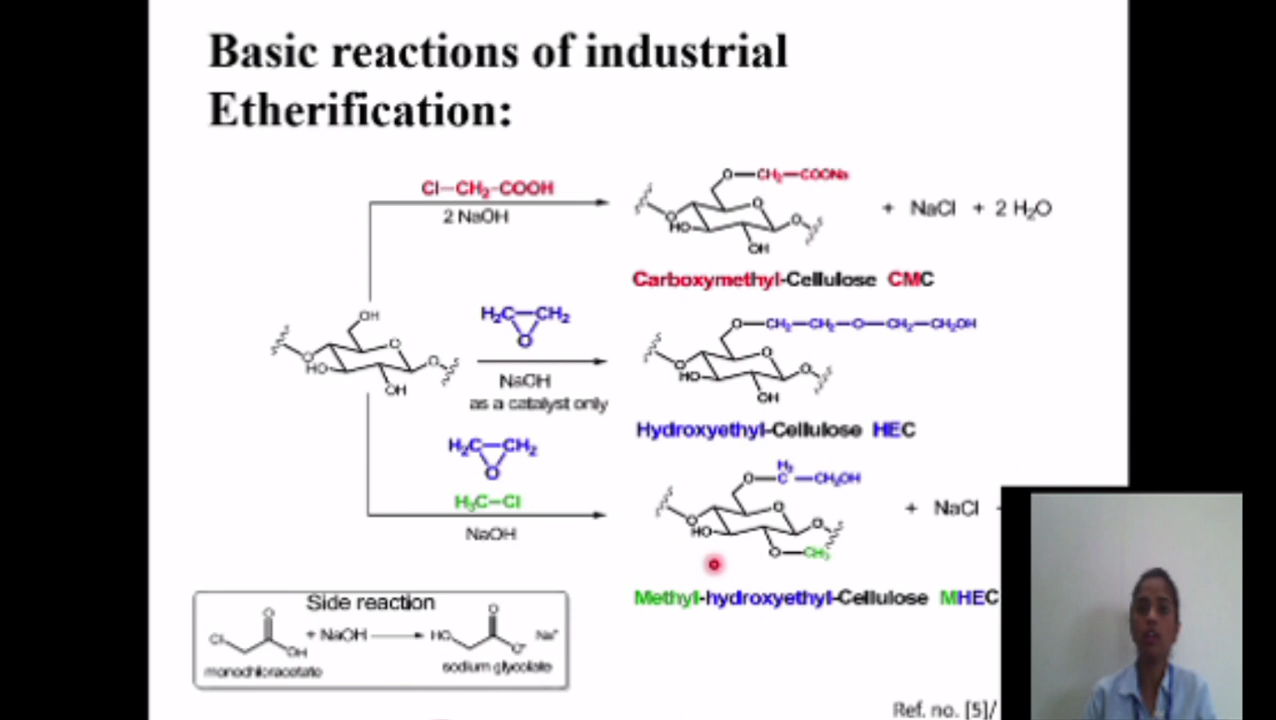 Basic reactions of industrial
Etherification:
Cl—CH₂-COOH
2 NaOH
O—CH₂—COONa
O
O
HO
OH
O
+ NaCl + 2 H₂O
Carboxymethyl-Cellulose CMC
OH
O
O
HO
OH
O
H₂C—CH₂
O
NaOH
as a catalyst only
O—CH₂—CH₂—O—CH₂—CH₂OH
O
O
HO
OH
O
Hydroxyethyl-Cellulose HEC
H₂C—CH₂
O
H₃C—Cl
NaOH
O—C—CH₂OH
H₂
O
O
HO
O
O—CH₃
+ NaCl +
Methyl-hydroxyethyl-Cellulose MHEC
Side reaction
Cl
O
OH
+ NaOH
HO
O
O⁻
Na⁺
monochloracetate
sodium glycolate
Ref. no. [5]/